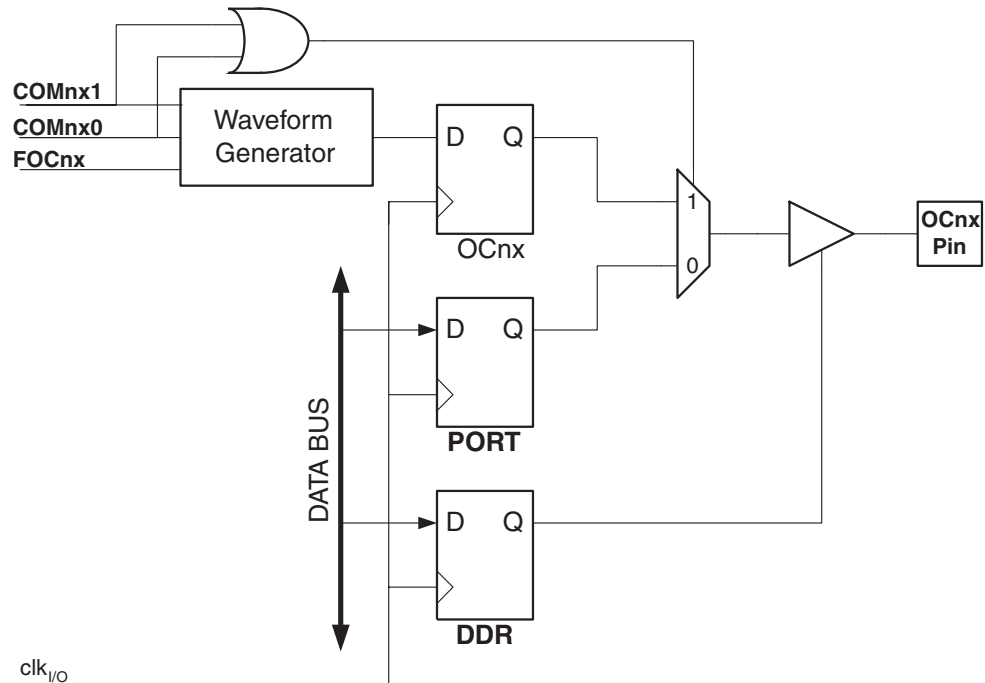 COMnx1
COMnx0
FOCnx
Waveform
Generator
D Q
OCnx
1
0
OCnx
Pin
D Q
PORT
DATA BUS
D Q
DDR
clkI/O